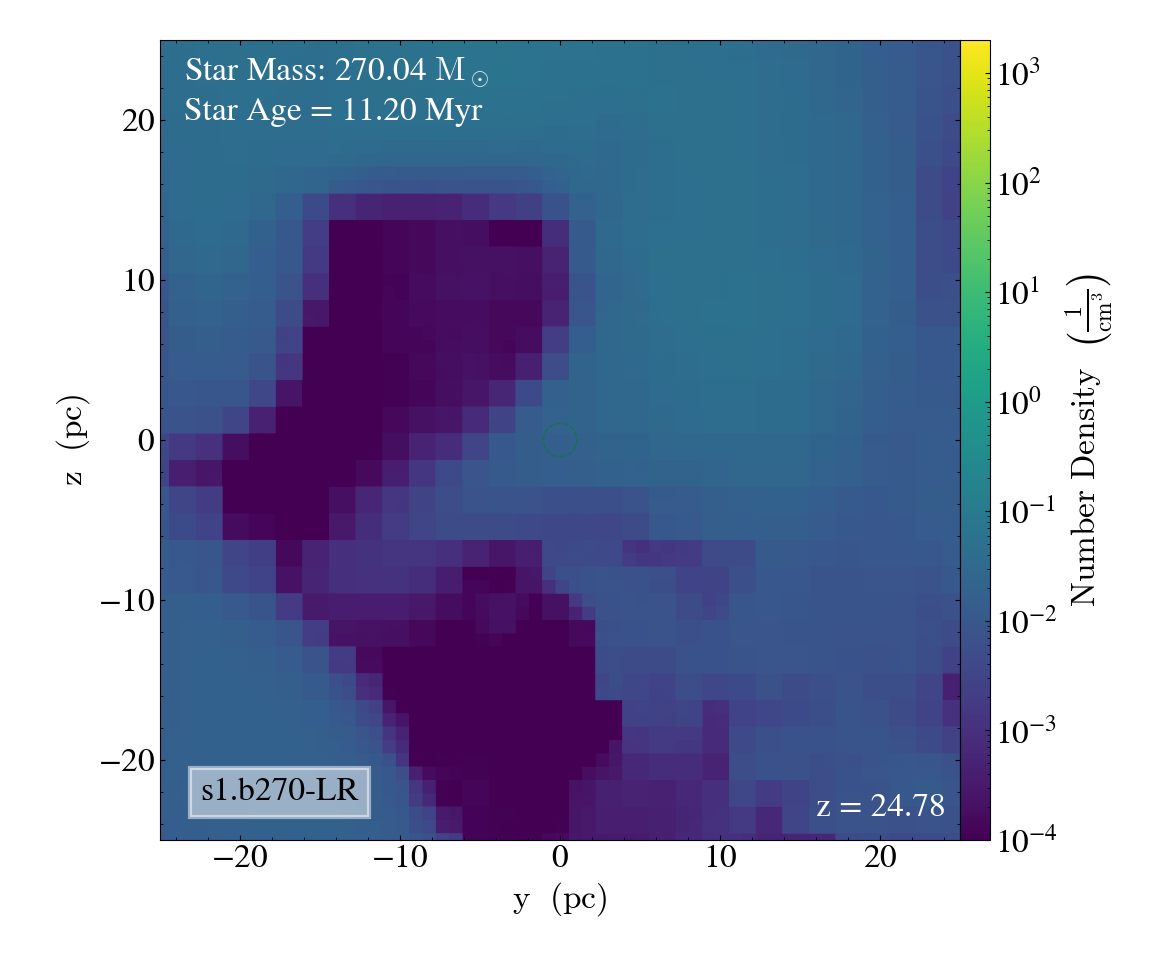 Star Mass: 270.04 M⊙
Star Age = 11.20 Myr
s1.b270-LR
z = 24.78
z (pc)
20
10
0
−10
−20
−20 −10 0 10 20
y (pc)
10³
10²
10¹
10⁰
10⁻¹
10⁻²
10⁻³
10⁻⁴
Number Density (1/cm³)